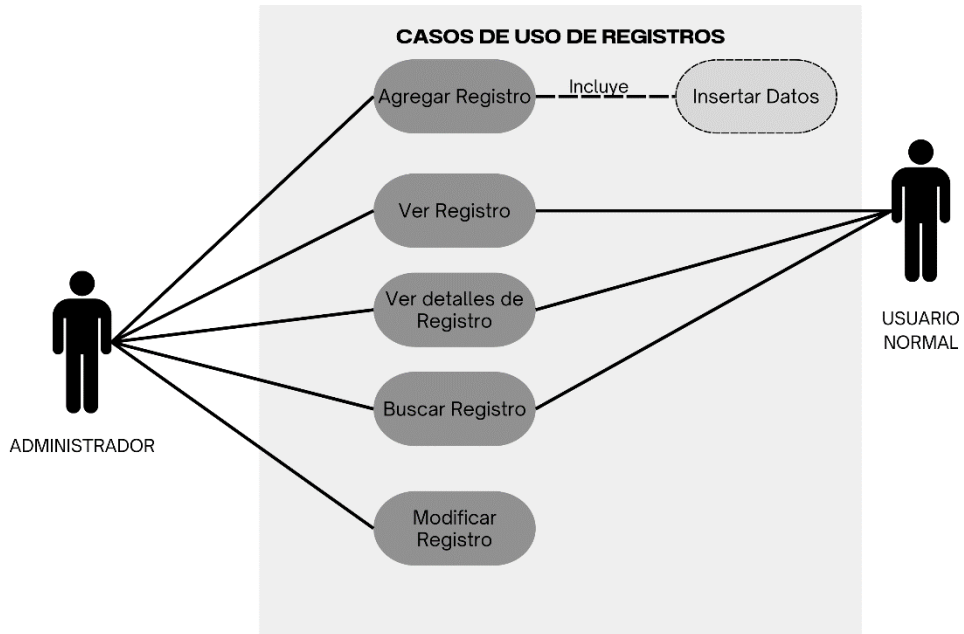 CASOS DE USO DE REGISTROS
Agregar Registro
Incluye
Insertar Datos
Ver Registro
Ver detalles de
Registro
USUARIO
NORMAL
Buscar Registro
ADMINISTRADOR
Modificar
Registro